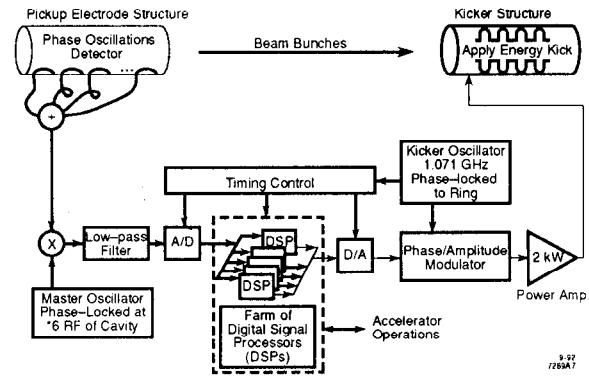 Pickup Electrode Structure
Kicker Structure
Phase Oscillations
Detector
...
Beam Bunches
Apply Energy Kick
+
Kicker Oscillator
1.071 GHz
Phase–locked
to Ring
Timing Control
X
Low–pass
Filter
A/D
DSP
DSP
D/A
Phase/Amplitude
Modulator
2 kW
Power Amp.
Master Oscillator
Phase–Locked at
*6 RF of Cavity
Farm of
Digital Signal
Processors
(DSPs)
Accelerator
Operations
9-92
7269A7